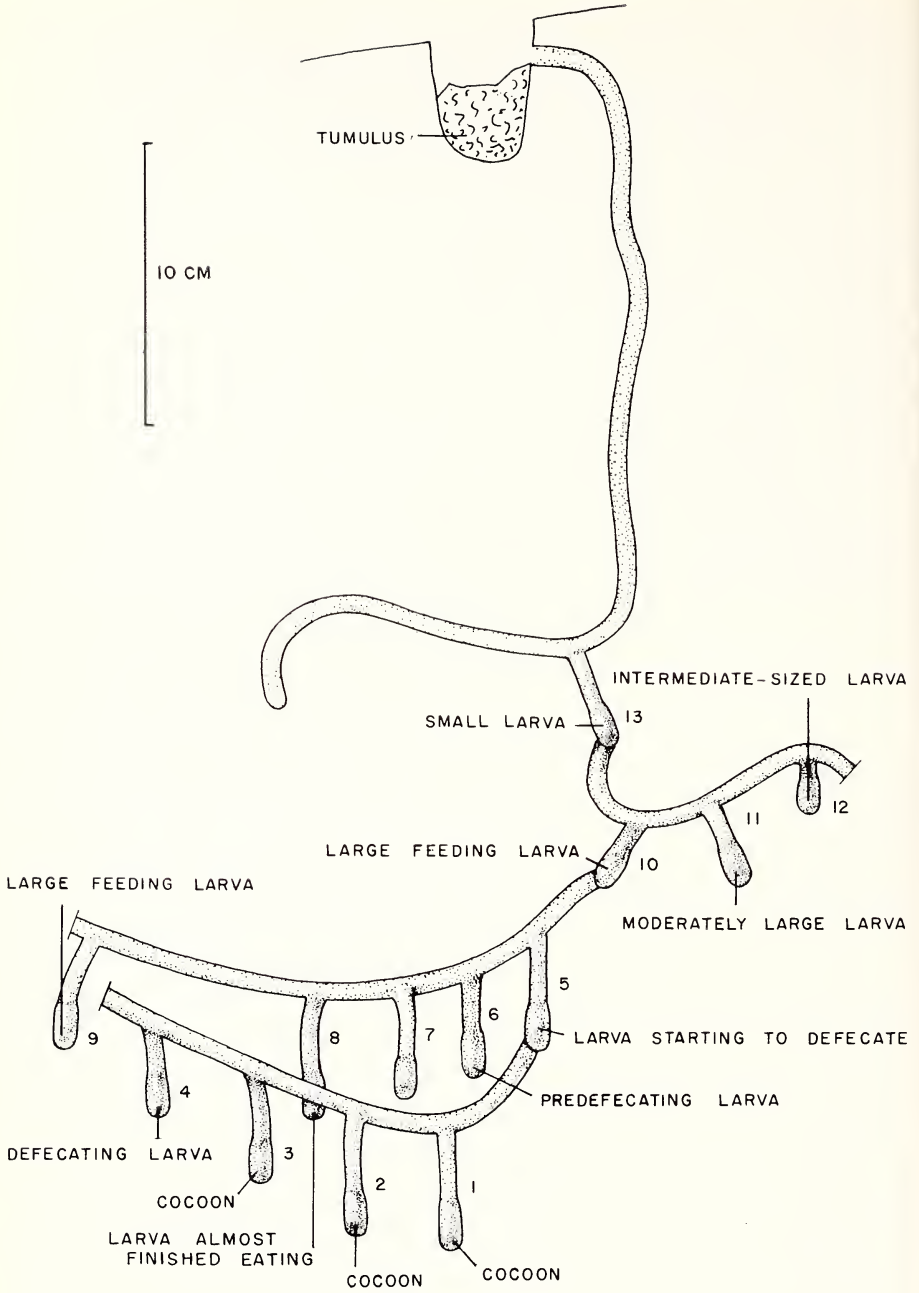 TUMULUS
10 CM
INTERMEDIATE-SIZED LARVA
SMALL LARVA
13
12
11
LARGE FEEDING LARVA
10
LARGE FEEDING LARVA
MODERATELY LARGE LARVA
5
6
7
8
9
LARVA STARTING TO DEFECATE
PREDEFECATING LARVA
4
DEFECATING LARVA
3
COCOON
2
1
LARVA ALMOST
FINISHED EATING
COCOON
COCOON